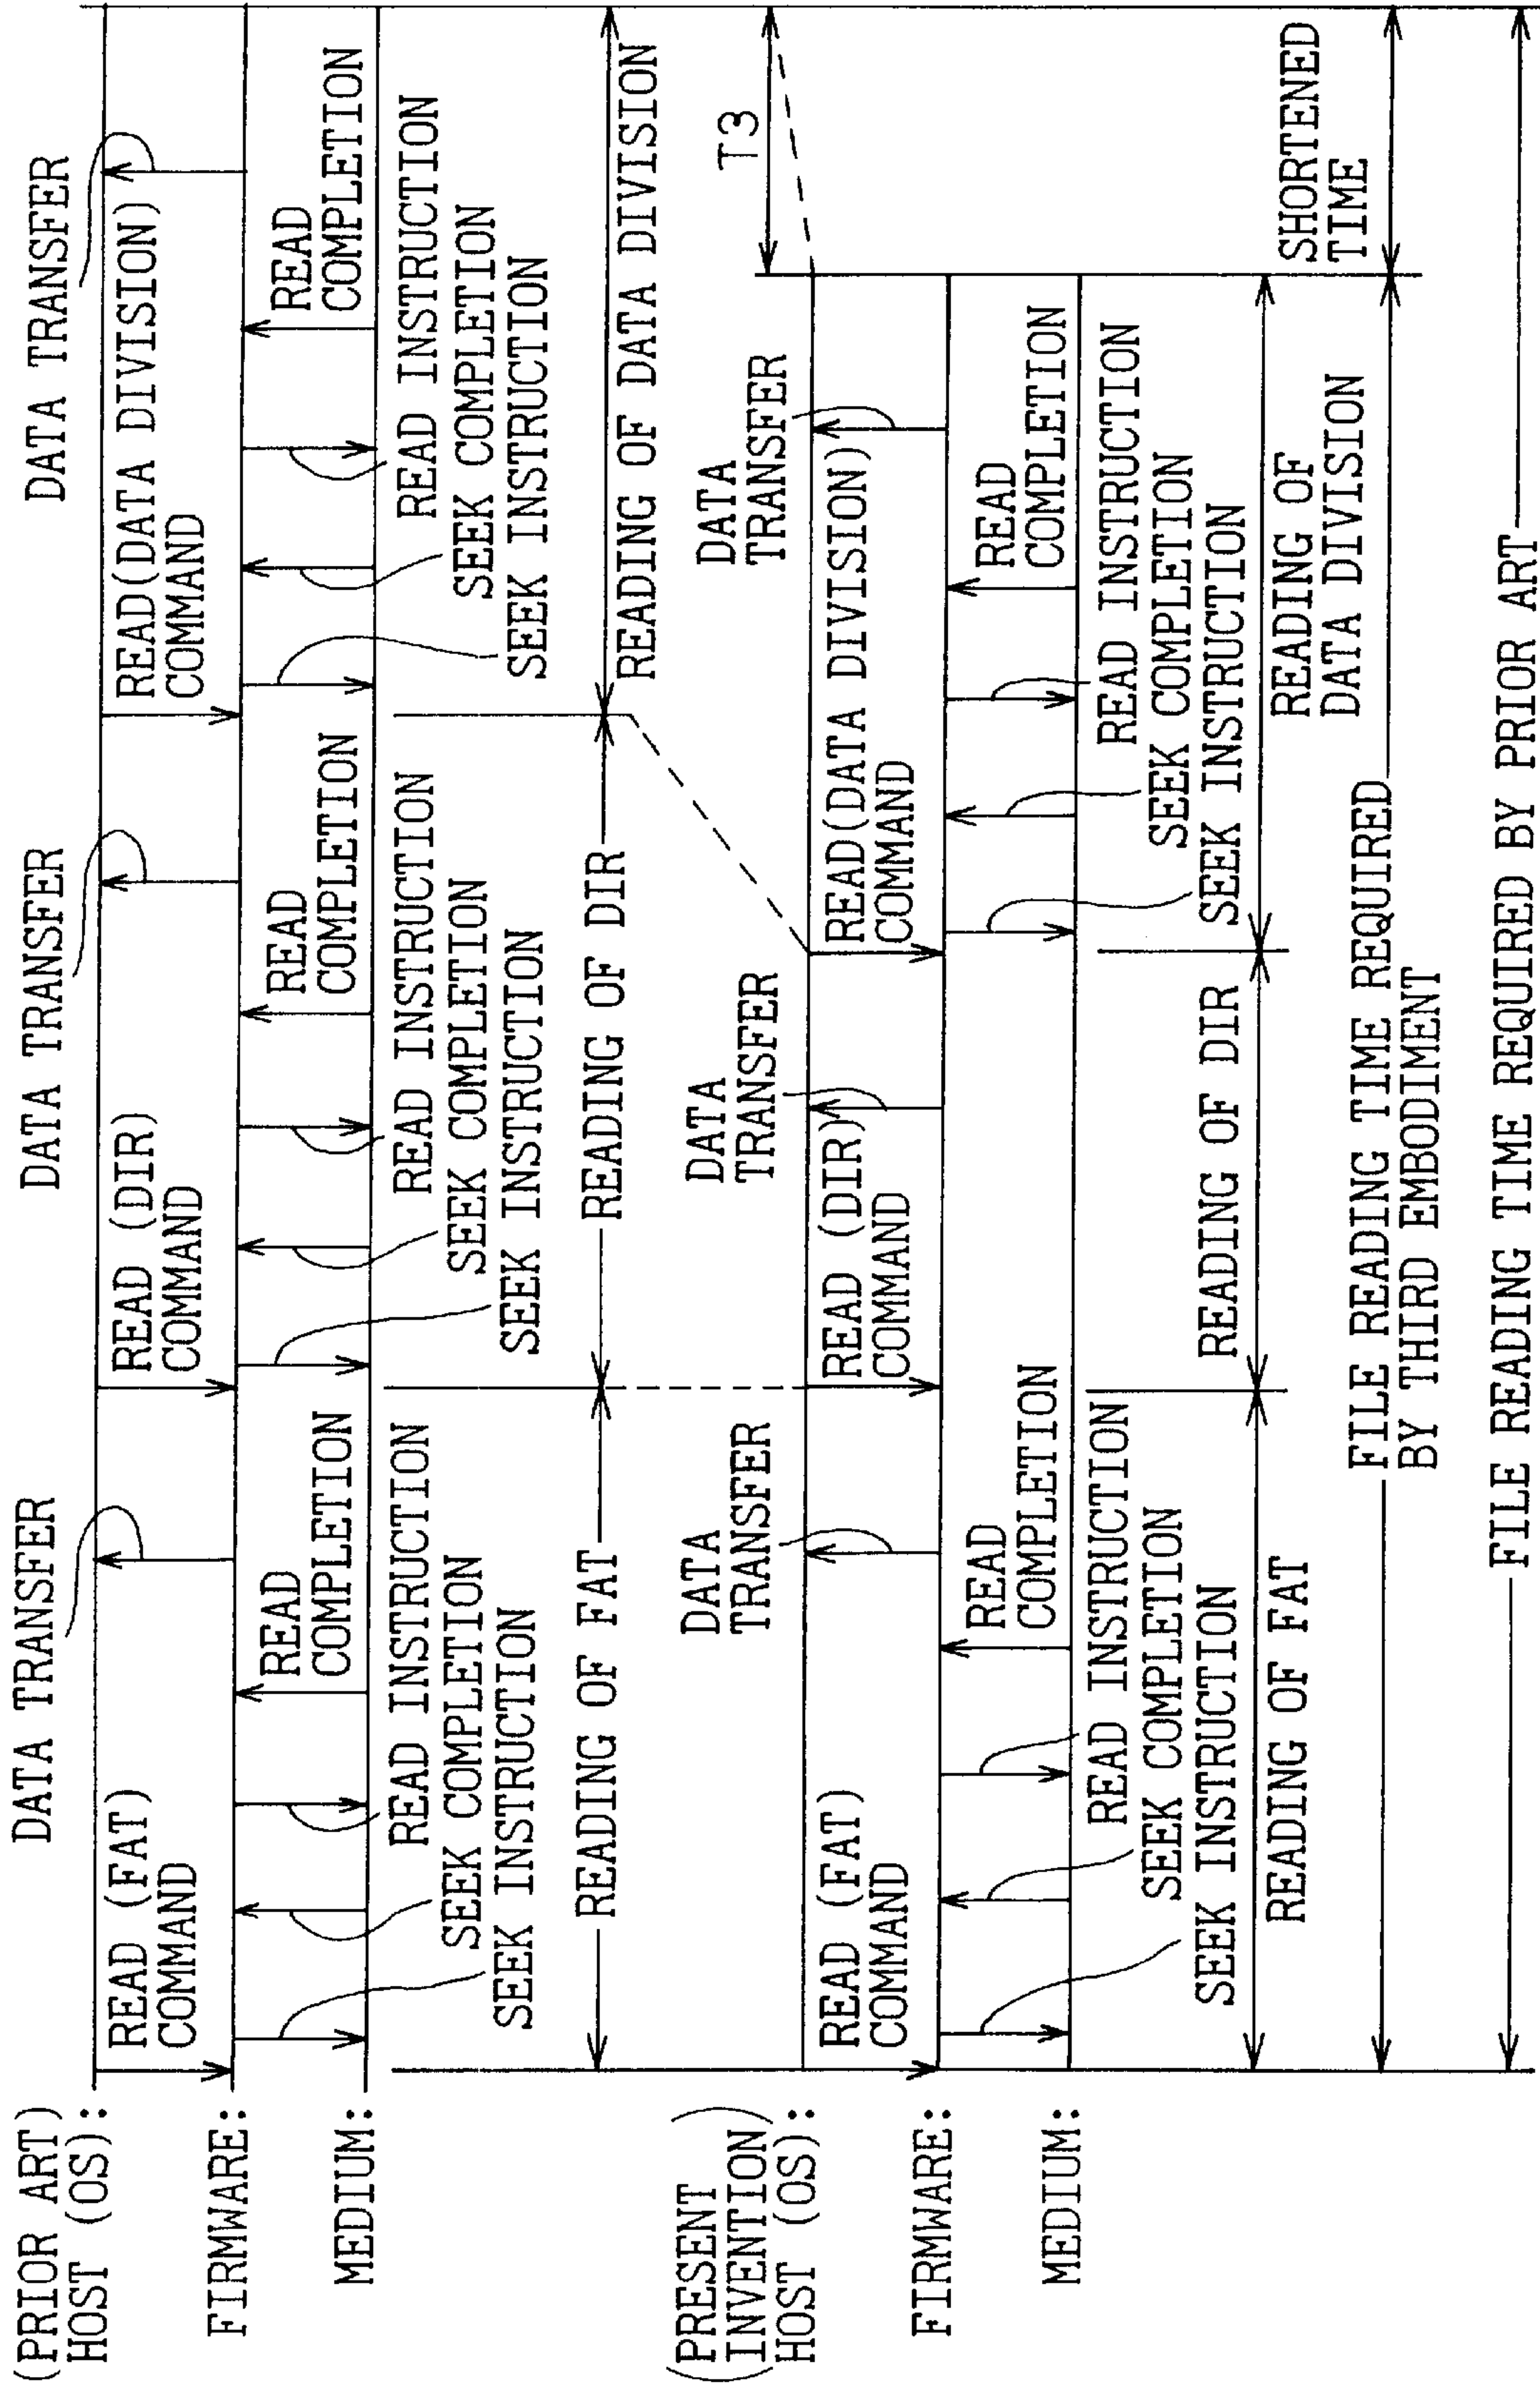 (PRIOR ART)
HOST (OS):
FIRMWARE:
MEDIUM:
DATA TRANSFER
READ (FAT)
COMMAND
READ
COMPLETION
READ INSTRUCTION
SEEK COMPLETION
SEEK INSTRUCTION
READING OF FAT
DATA TRANSFER
READ (DIR)
COMMAND
READ
COMPLETION
READ INSTRUCTION
SEEK COMPLETION
SEEK INSTRUCTION
READING OF DIR
DATA TRANSFER
READ(DATA DIVISION)
COMMAND
READ
COMPLETION
READ INSTRUCTION
SEEK COMPLETION
SEEK INSTRUCTION
READING OF DATA DIVISION
(PRESENT
INVENTION)
HOST (OS):
FIRMWARE:
MEDIUM:
DATA
TRANSFER
READ (FAT)
COMMAND
READ
COMPLETION
READ INSTRUCTION
SEEK COMPLETION
SEEK INSTRUCTION
READING OF FAT
DATA
TRANSFER
READ (DIR)
COMMAND
READING OF DIR
DATA
TRANSFER
DATA
TRANSFER
READ(DATA DIVISION)
COMMAND
READ
COMPLETION
READ INSTRUCTION
SEEK COMPLETION
SEEK INSTRUCTION
READING OF
DATA DIVISION
T3
SHORTENED
TIME
FILE READING TIME REQUIRED
BY THIRD EMBODIMENT
FILE READING TIME REQUIRED BY PRIOR ART